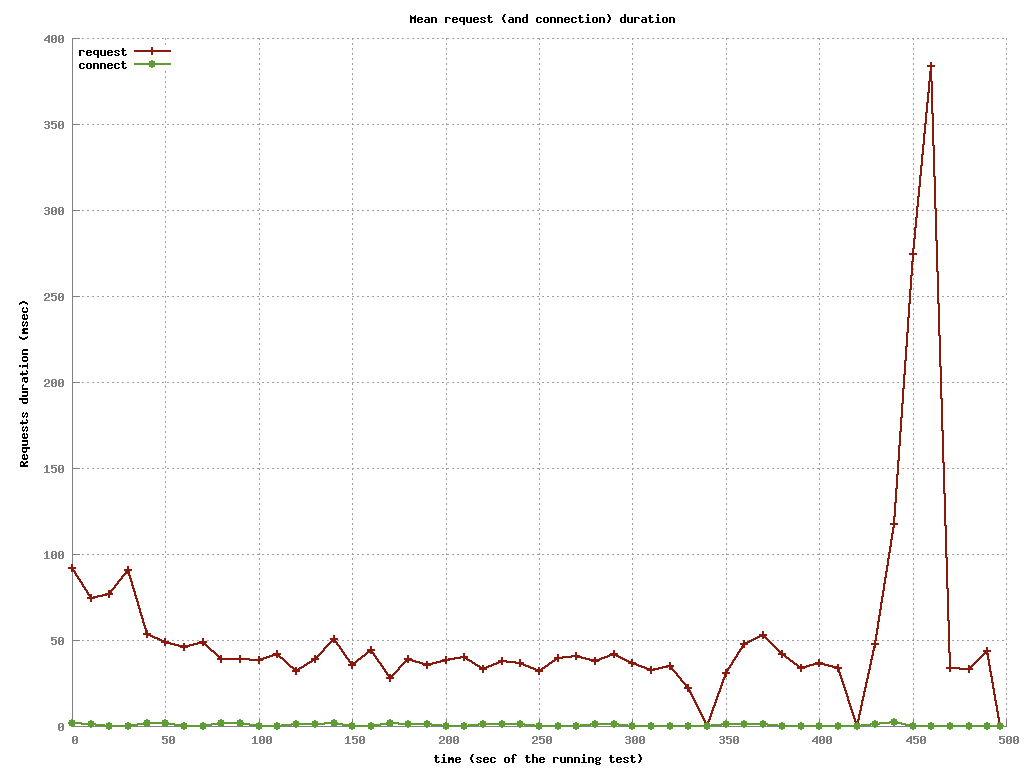 Mean request (and connection) duration
400
request
connect
350
300
250
200
150
100
50
0
Requests duration (msec)
0 50 100 150 200 250 300 350 400 450 500
time (sec of the running test)